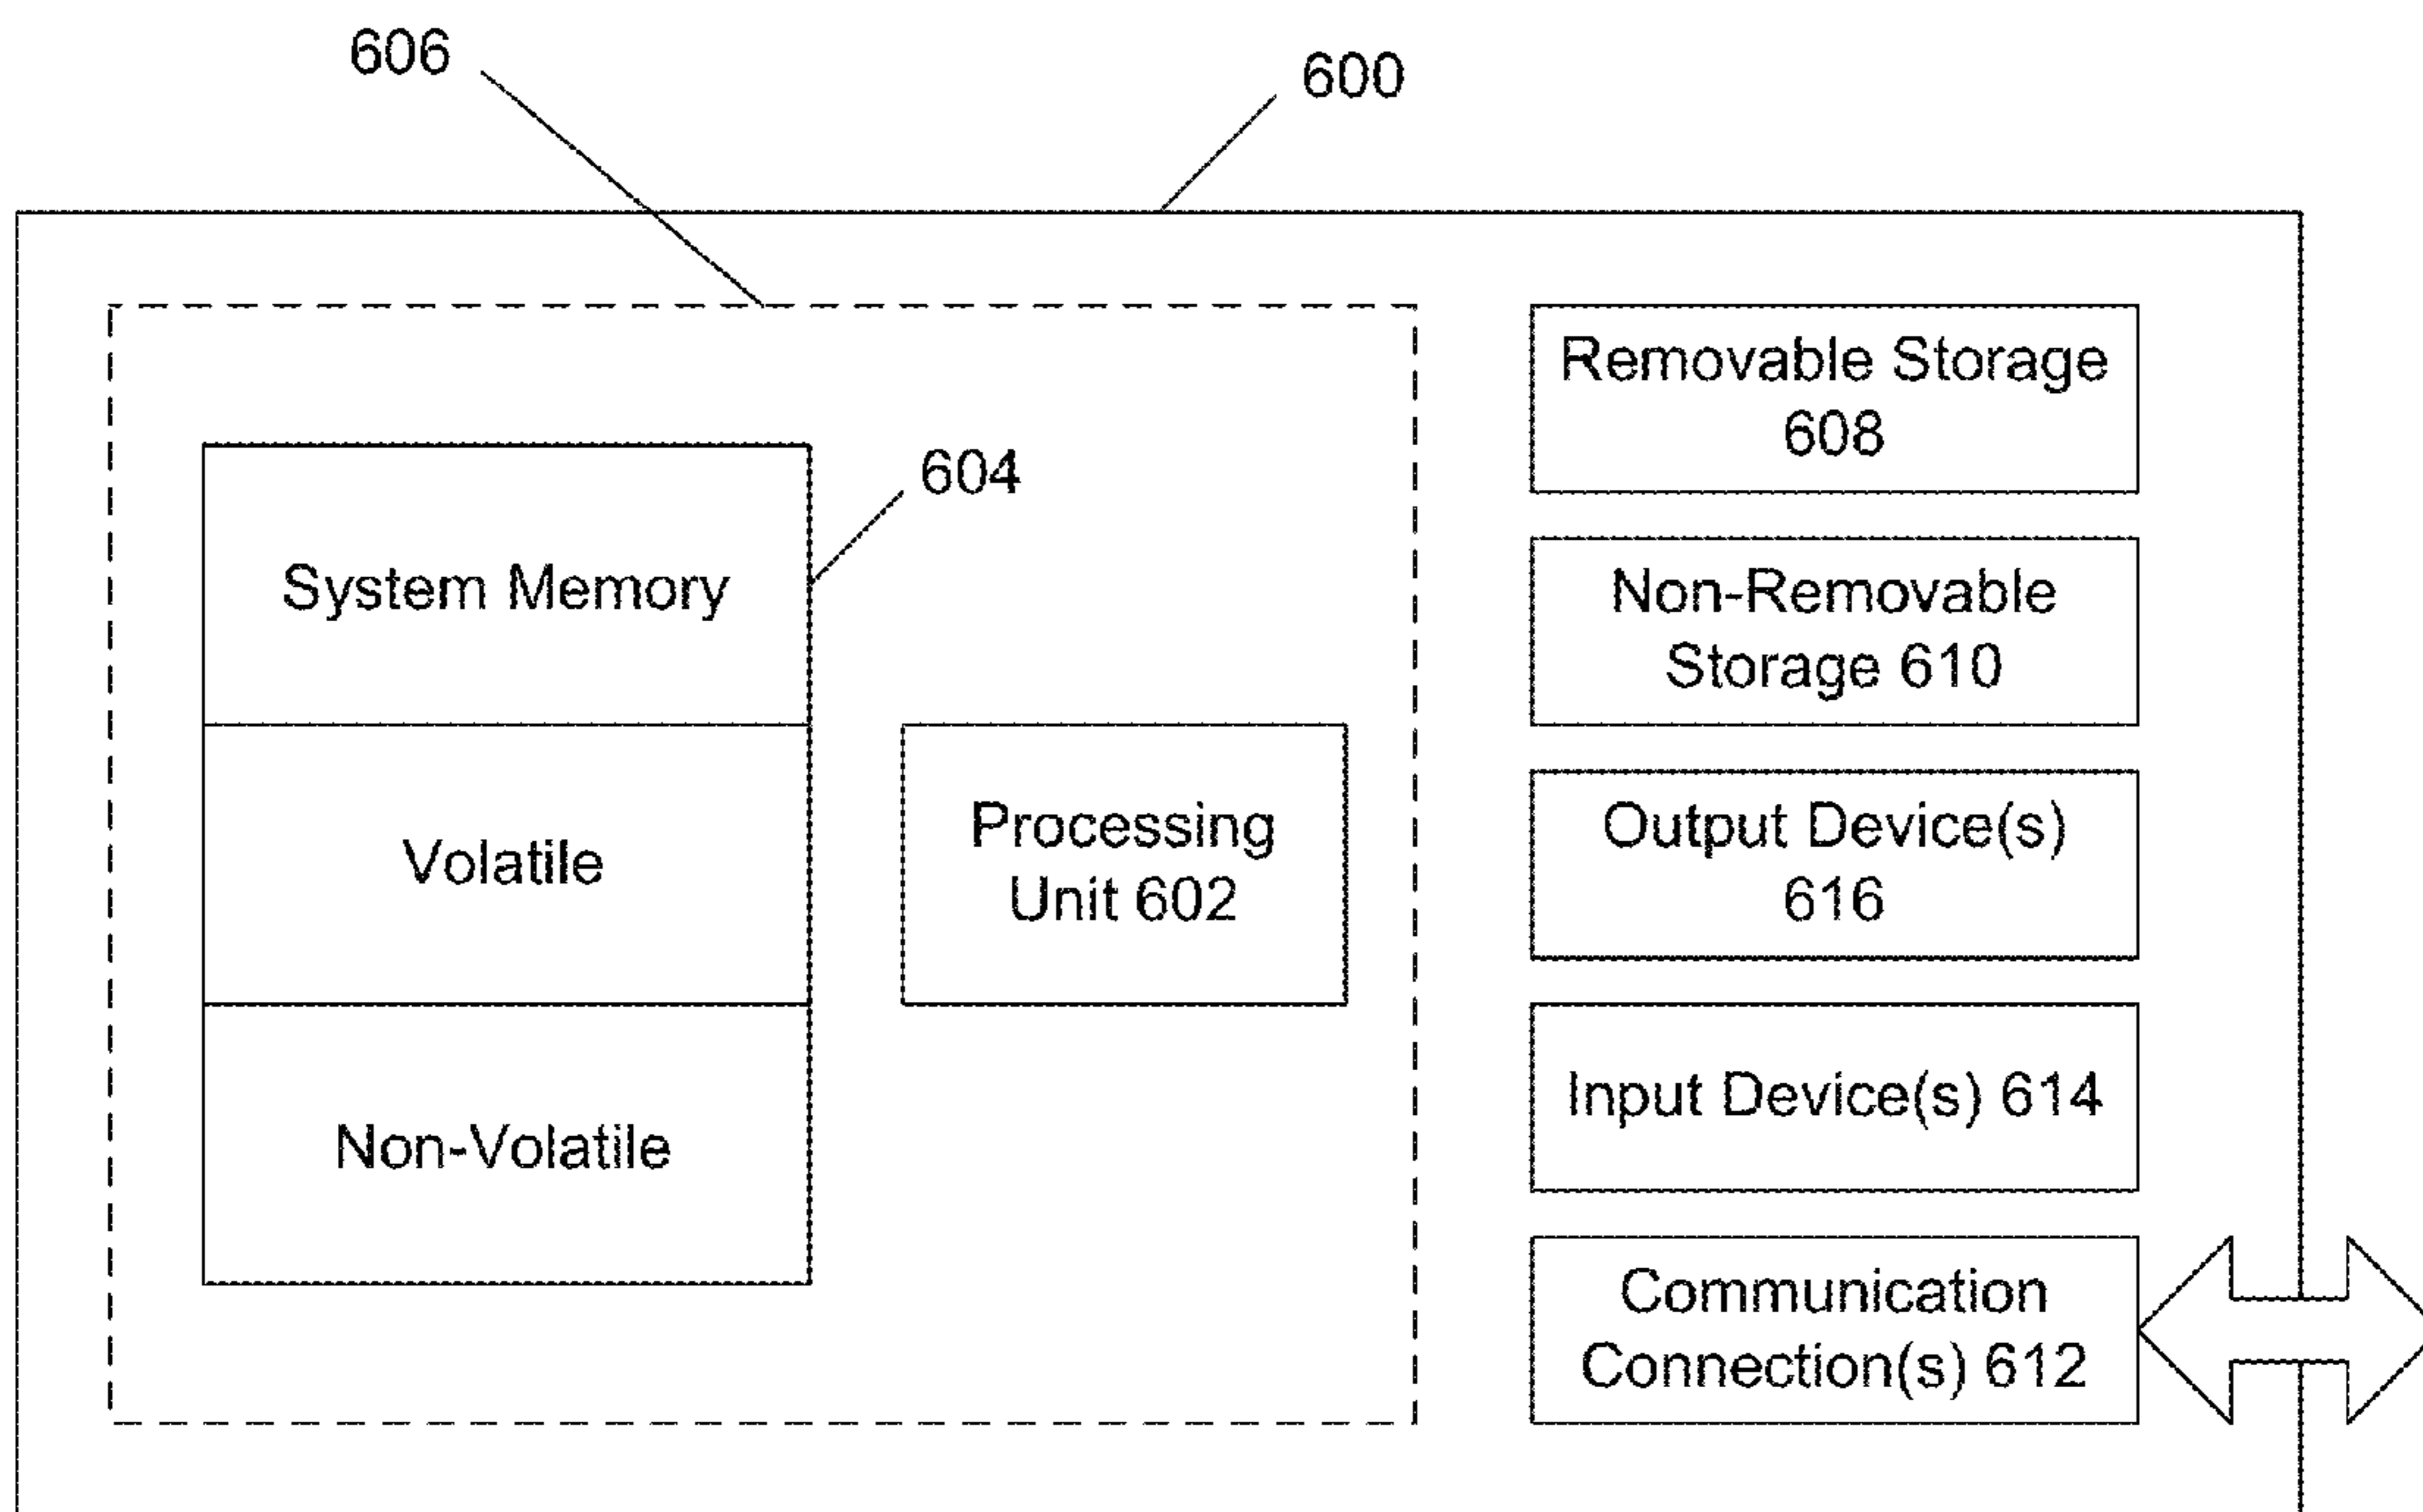 606
600
Removable Storage
608
604
System Memory
Non-Removable
Storage 610
Volatile
Processing
Unit 602
Output Device(s)
616
Non-Volatile
Input Device(s) 614
Communication
Connection(s) 612